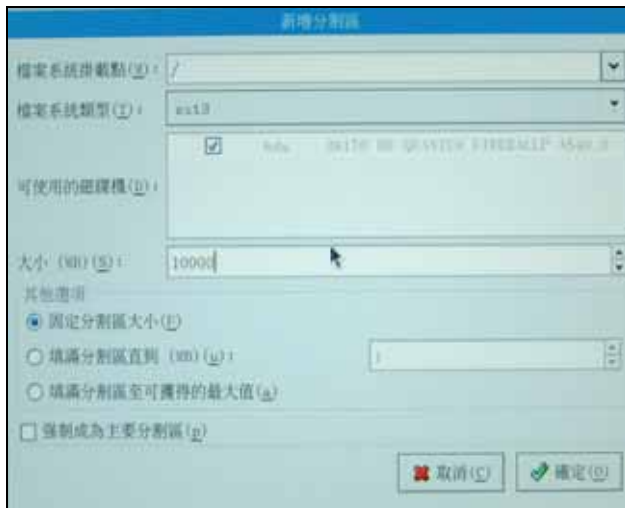 新增分割區
檔案系統掛載點(M)： /
檔案系統類型(T)： ext3
hda
可使用的磁碟機(D)：
大小 (MB)(S)： 10000
其他選項
固定分割區大小(F)
填滿分割區直到 (MB)(u)：
填滿分割區至可獲得的最大值(a)
強制成為主要分割區(p)
取消(C) 確定(O)